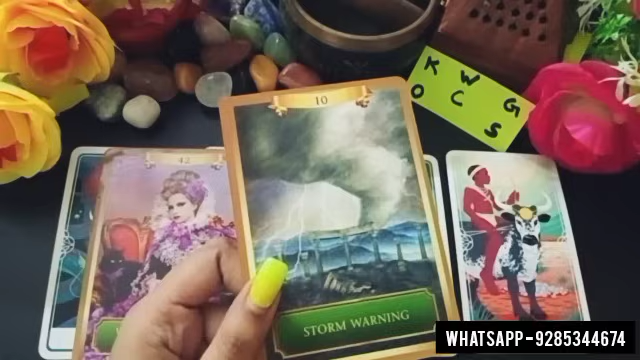 10
K W G
O C S
42
STORM WARNING
WHATSAPP-9285344674